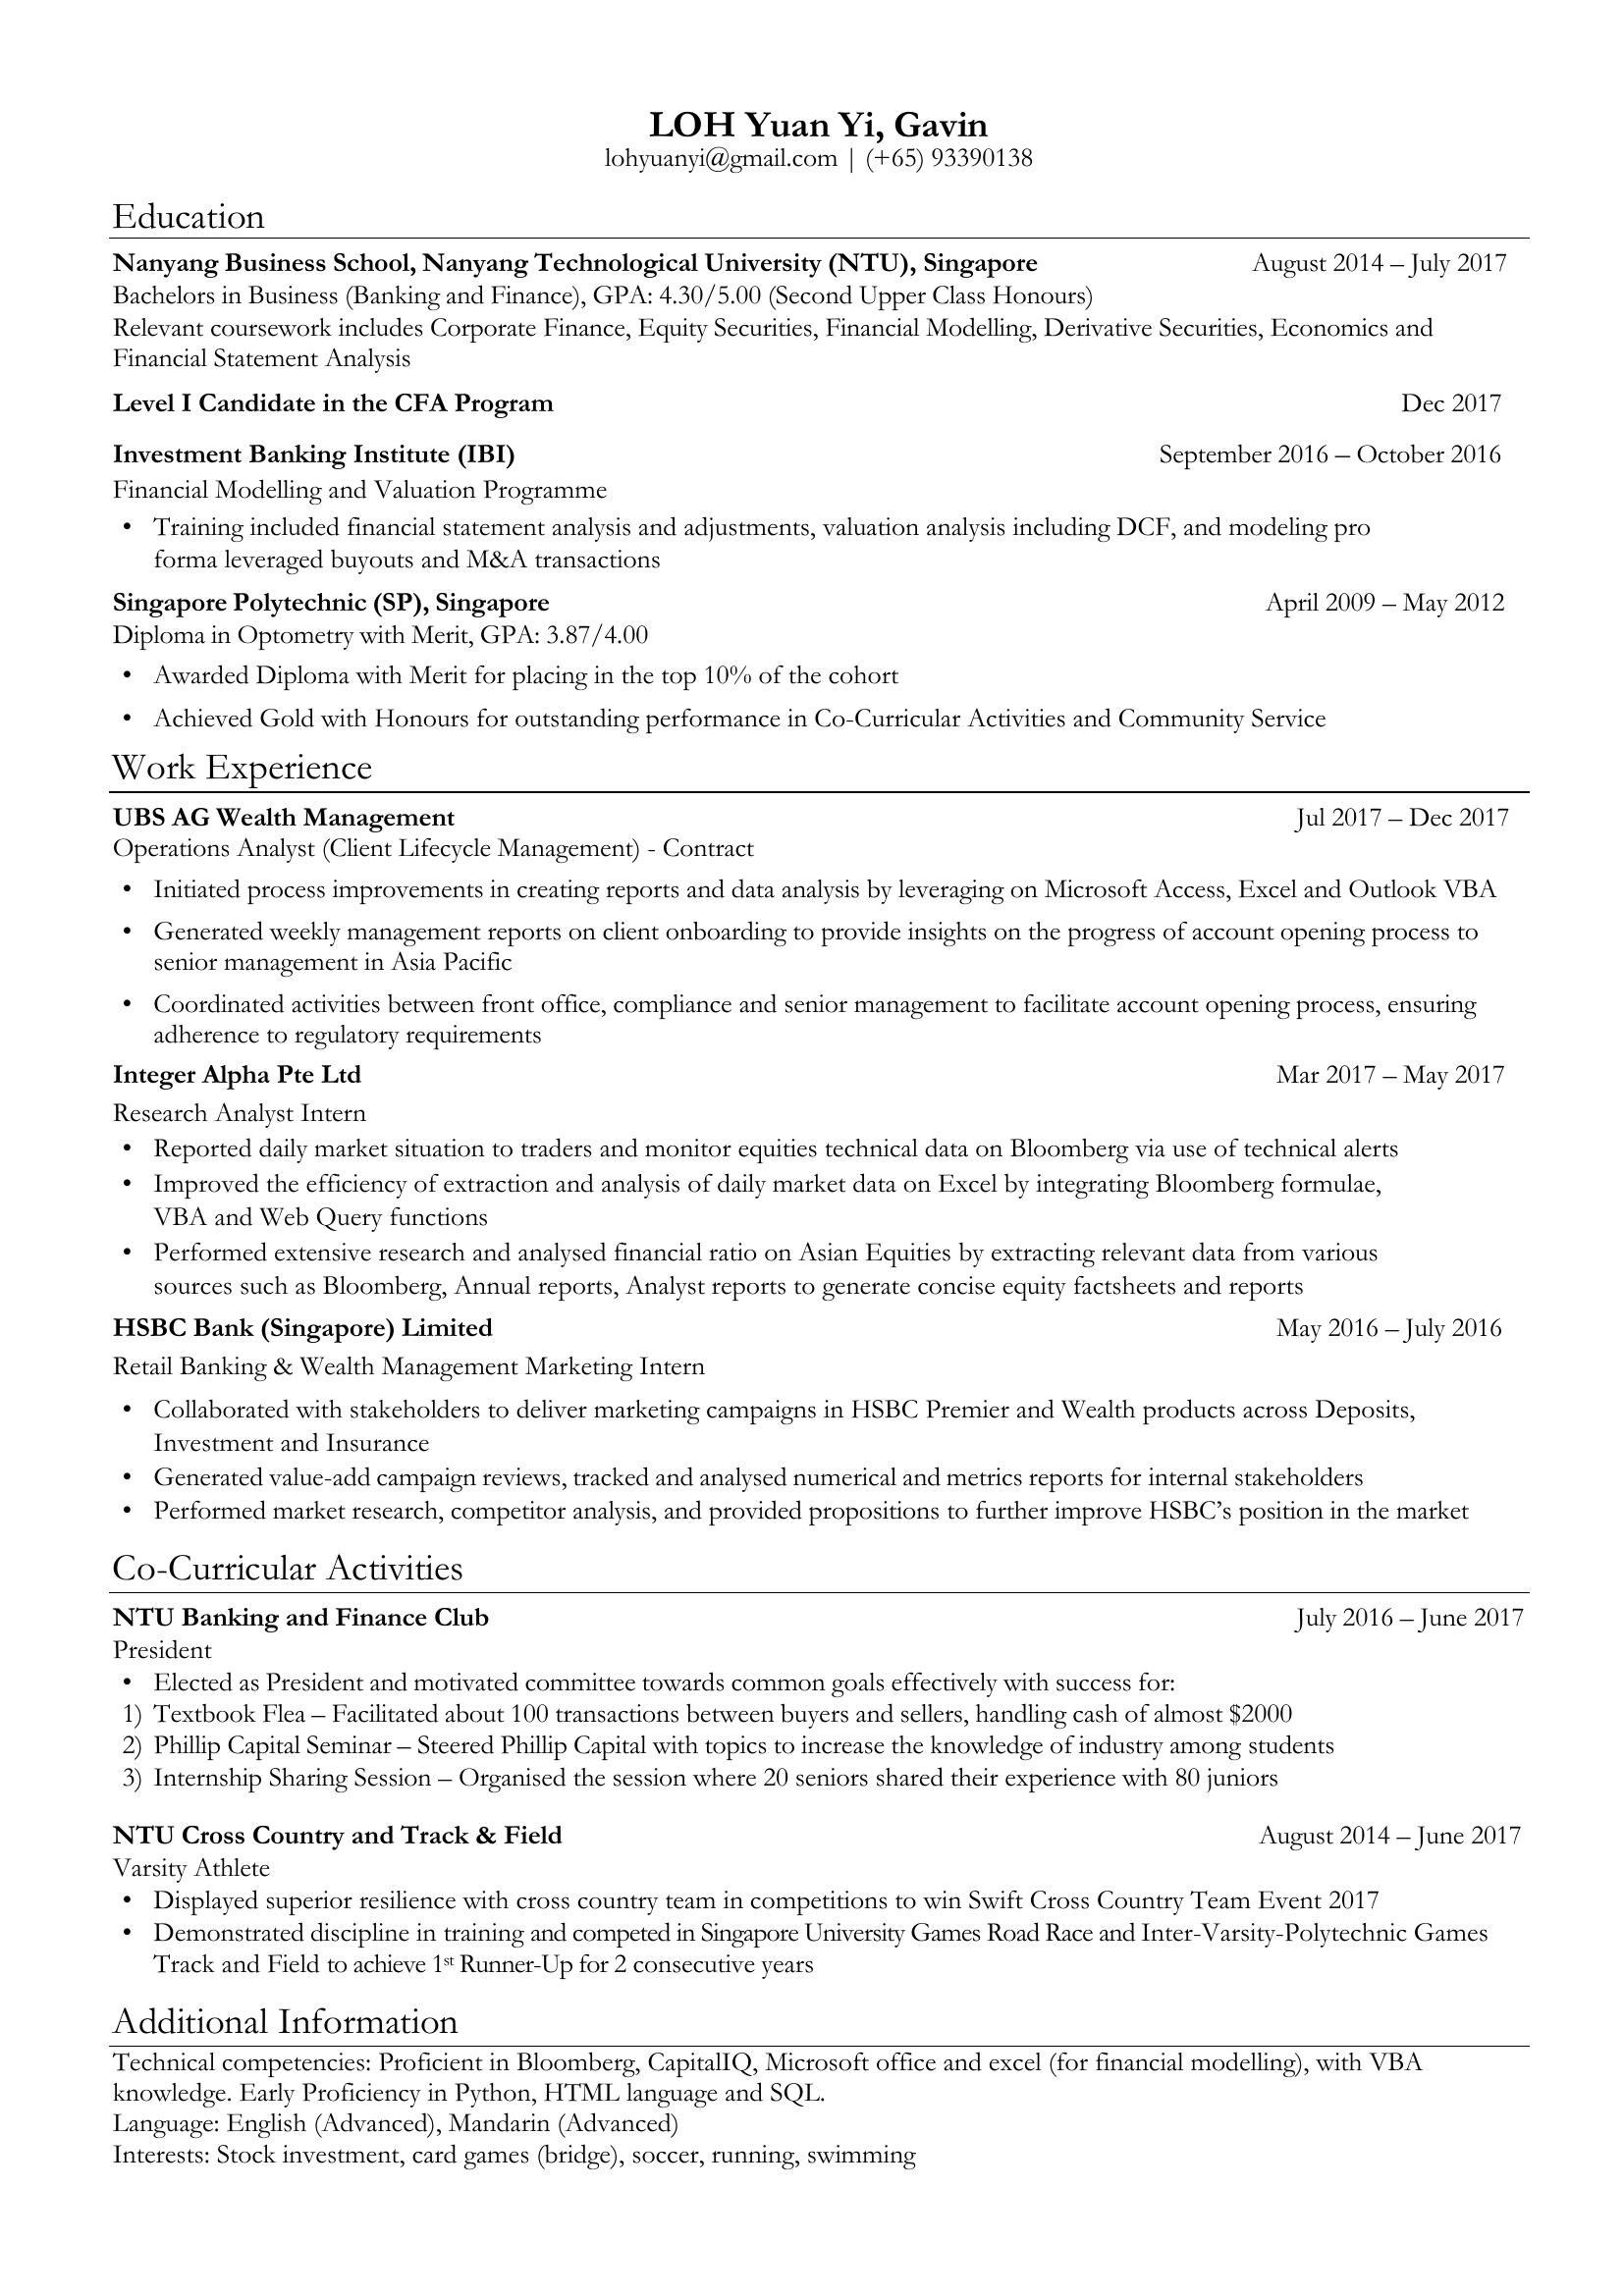 LOH Yuan Yi, Gavin
lohyuanyi@gmail.com | (+65) 93390138
Education
Nanyang Business School, Nanyang Technological University (NTU), Singapore August 2014 – July 2017
Bachelors in Business (Banking and Finance), GPA: 4.30/5.00 (Second Upper Class Honours)
Relevant coursework includes Corporate Finance, Equity Securities, Financial Modelling, Derivative Securities, Economics and
Financial Statement Analysis
Level I Candidate in the CFA Program Dec 2017
Investment Banking Institute (IBI) September 2016 – October 2016
Financial Modelling and Valuation Programme
• Training included financial statement analysis and adjustments, valuation analysis including DCF, and modeling pro
forma leveraged buyouts and M&A transactions
Singapore Polytechnic (SP), Singapore April 2009 – May 2012
Diploma in Optometry with Merit, GPA: 3.87/4.00
• Awarded Diploma with Merit for placing in the top 10% of the cohort
• Achieved Gold with Honours for outstanding performance in Co-Curricular Activities and Community Service
Work Experience
UBS AG Wealth Management Jul 2017 – Dec 2017
Operations Analyst (Client Lifecycle Management) - Contract
• Initiated process improvements in creating reports and data analysis by leveraging on Microsoft Access, Excel and Outlook VBA
• Generated weekly management reports on client onboarding to provide insights on the progress of account opening process to
senior management in Asia Pacific
• Coordinated activities between front office, compliance and senior management to facilitate account opening process, ensuring
adherence to regulatory requirements
Integer Alpha Pte Ltd Mar 2017 – May 2017
Research Analyst Intern
• Reported daily market situation to traders and monitor equities technical data on Bloomberg via use of technical alerts
• Improved the efficiency of extraction and analysis of daily market data on Excel by integrating Bloomberg formulae,
VBA and Web Query functions
• Performed extensive research and analysed financial ratio on Asian Equities by extracting relevant data from various
sources such as Bloomberg, Annual reports, Analyst reports to generate concise equity factsheets and reports
HSBC Bank (Singapore) Limited May 2016 – July 2016
Retail Banking & Wealth Management Marketing Intern
• Collaborated with stakeholders to deliver marketing campaigns in HSBC Premier and Wealth products across Deposits,
Investment and Insurance
• Generated value-add campaign reviews, tracked and analysed numerical and metrics reports for internal stakeholders
• Performed market research, competitor analysis, and provided propositions to further improve HSBC’s position in the market
Co-Curricular Activities
NTU Banking and Finance Club July 2016 – June 2017
President
• Elected as President and motivated committee towards common goals effectively with success for:
1) Textbook Flea – Facilitated about 100 transactions between buyers and sellers, handling cash of almost $2000
2) Phillip Capital Seminar – Steered Phillip Capital with topics to increase the knowledge of industry among students
3) Internship Sharing Session – Organised the session where 20 seniors shared their experience with 80 juniors
NTU Cross Country and Track & Field August 2014 – June 2017
Varsity Athlete
• Displayed superior resilience with cross country team in competitions to win Swift Cross Country Team Event 2017
• Demonstrated discipline in training and competed in Singapore University Games Road Race and Inter-Varsity-Polytechnic Games
Track and Field to achieve 1st Runner-Up for 2 consecutive years
Additional Information
Technical competencies: Proficient in Bloomberg, CapitalIQ, Microsoft office and excel (for financial modelling), with VBA
knowledge. Early Proficiency in Python, HTML language and SQL.
Language: English (Advanced), Mandarin (Advanced)
Interests: Stock investment, card games (bridge), soccer, running, swimming